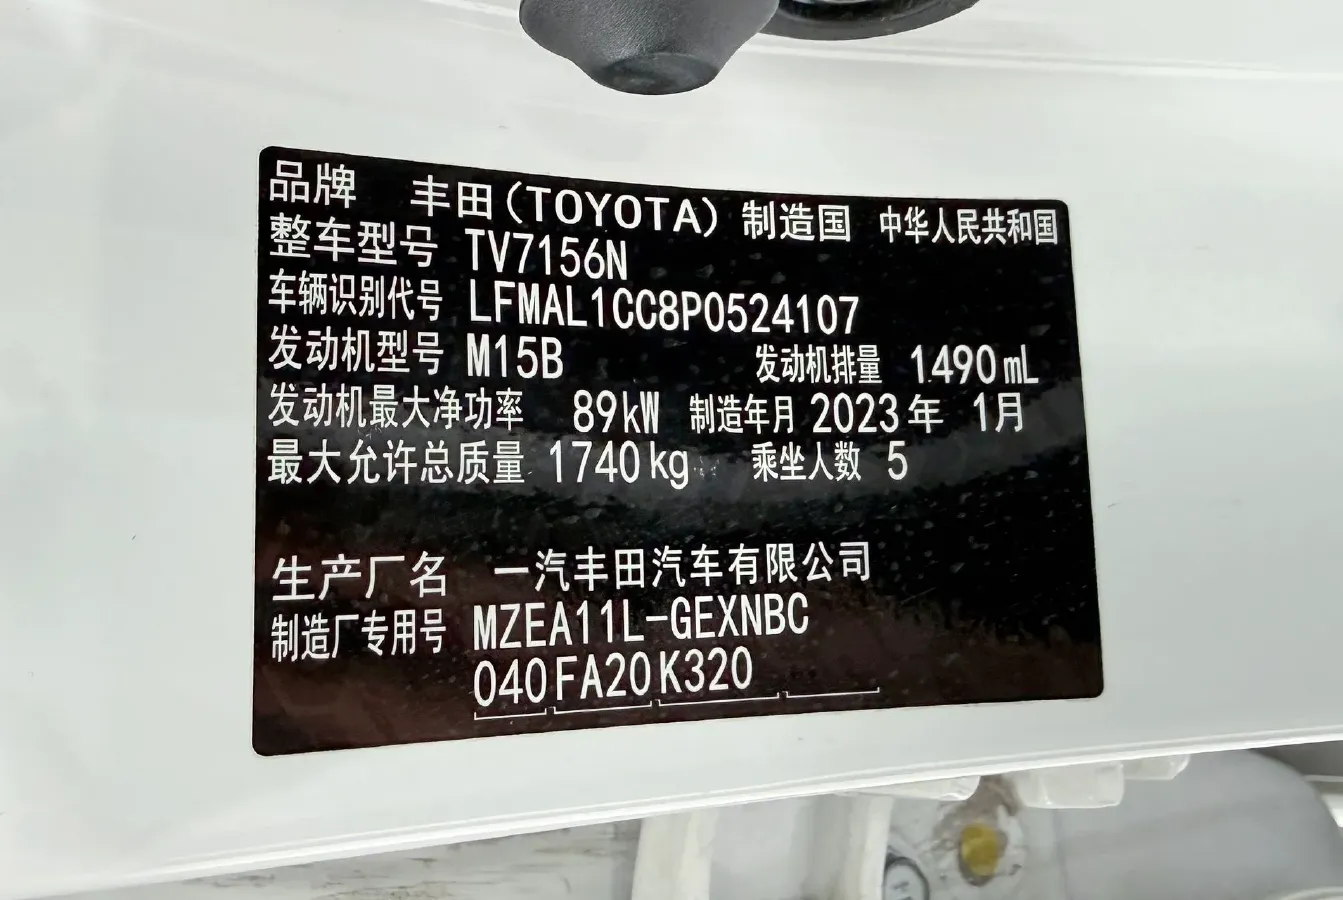 品牌 丰田(TOYOTA) 制造国 中华人民共和国
整车型号 TV7156N
车辆识别代号 LFMAL1CC8P0524107
发动机型号 M15B 发动机排量 1.490 mL
发动机最大净功率 89kW 制造年月 2023年 1月
最大允许总质量 1740kg 乘坐人数 5
生产厂名 一汽丰田汽车有限公司
制造厂专用号 MZEA11L-GEXNBC
040 FA20 K320